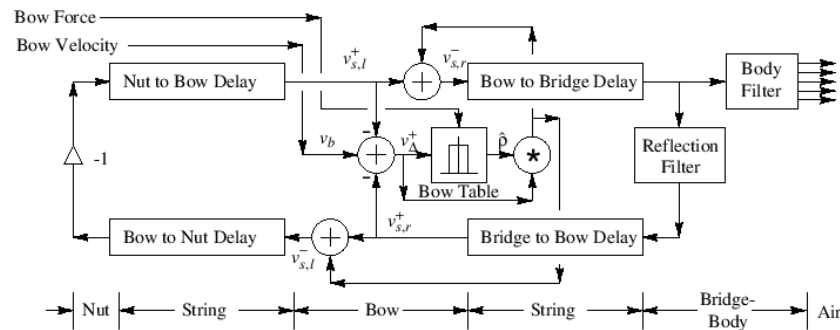 Bow Force
Bow Velocity
v+s,l
v-s,r
Nut to Bow Delay
Bow to Bridge Delay
Body
Filter
-
vb
v+Δ
ρ̂
*
-1
Reflection
Filter
-
Bow Table
Bow to Nut Delay
v+s,r
Bridge to Bow Delay
v-s,l
Nut
String
Bow
String
Bridge-
Body
Air